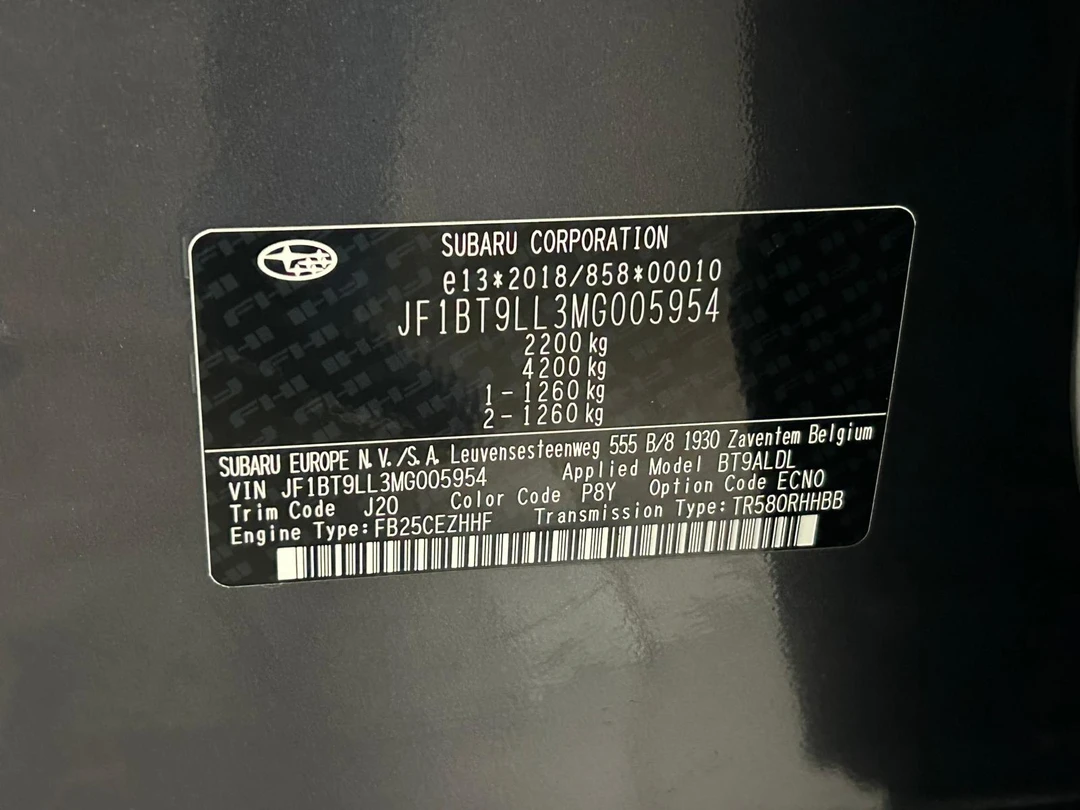 SUBARU CORPORATION
e13*2018/858*00010
JF1BT9LL3MG005954
2200 kg
4200 kg
1 - 1260 kg
2 - 1260 kg
SUBARU EUROPE N.V./S.A. Leuvensesteenweg 555 B/8 1930 Zaventem Belgium
VIN JF1BT9LL3MG005954 Applied Model BT9ALDL
Trim Code J20 Color Code P8Y Option Code ECNO
Engine Type:FB25CEZHHF Transmission Type:TR580RHHBB